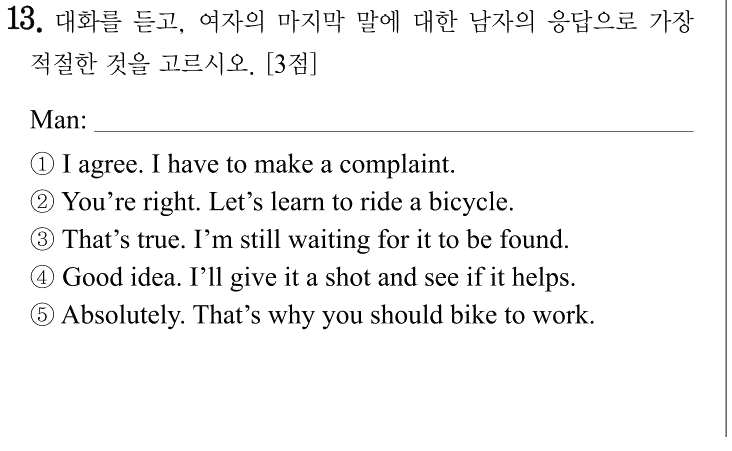 13. 대화를 듣고, 여자의 마지막 말에 대한 남자의 응답으로 가장
적절한 것을 고르시오. [3점]
Man:
① I agree. I have to make a complaint.
② You’re right. Let’s learn to ride a bicycle.
③ That’s true. I’m still waiting for it to be found.
④ Good idea. I’ll give it a shot and see if it helps.
⑤ Absolutely. That’s why you should bike to work.